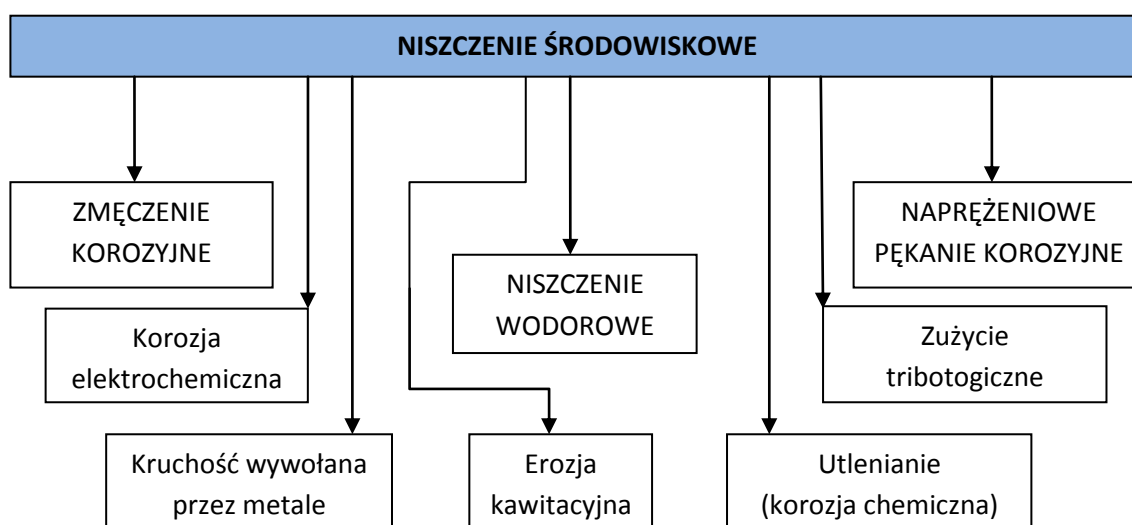 NISZCZENIE ŚRODOWISKOWE
ZMĘCZENIE
KOROZYJNE
NAPRĘŻENIOWE
PĘKANIE KOROZYJNE
NISZCZENIE
WODOROWE
Korozja
elektrochemiczna
Zużycie
tribotogiczne
Kruchość wywołana
przez metale
Erozja
kawitacyjna
Utlenianie
(korozja chemiczna)